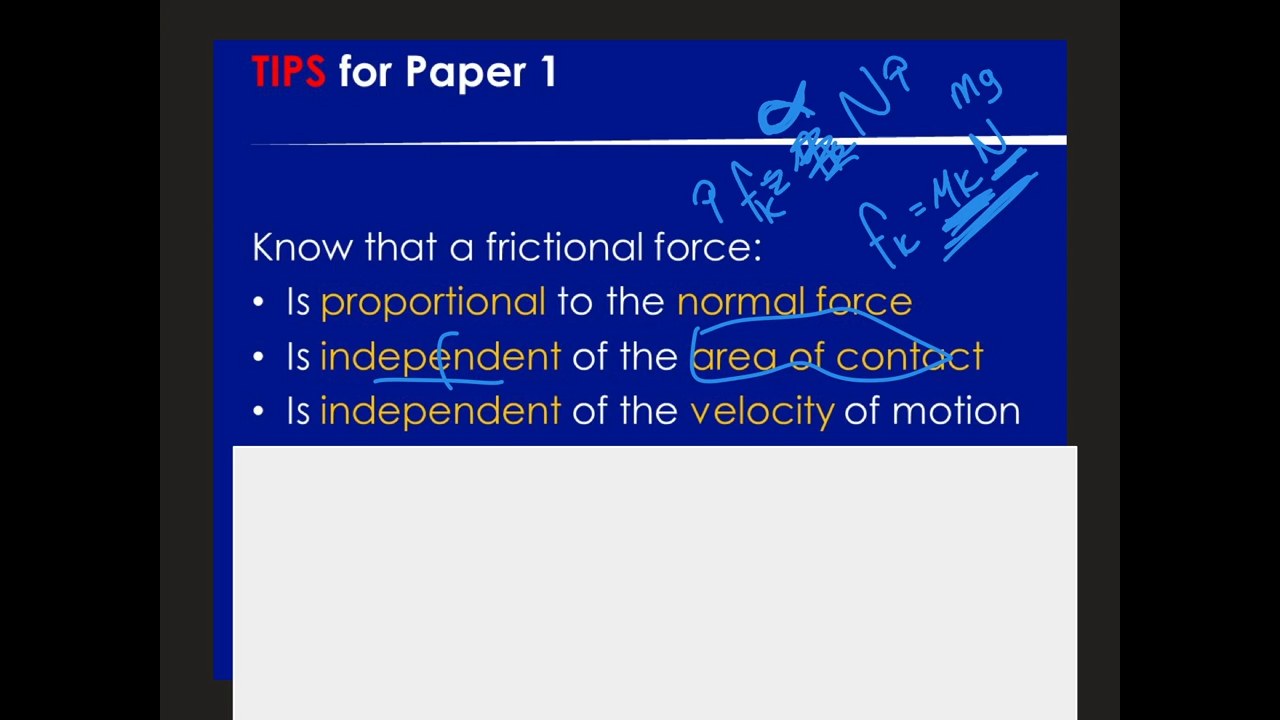 TIPS for Paper 1
mg
fₖ ∝ N
fₖ = μₖ N
Know that a frictional force:
• Is proportional to the normal force
• Is independent of the area of contact
• Is independent of the velocity of motion